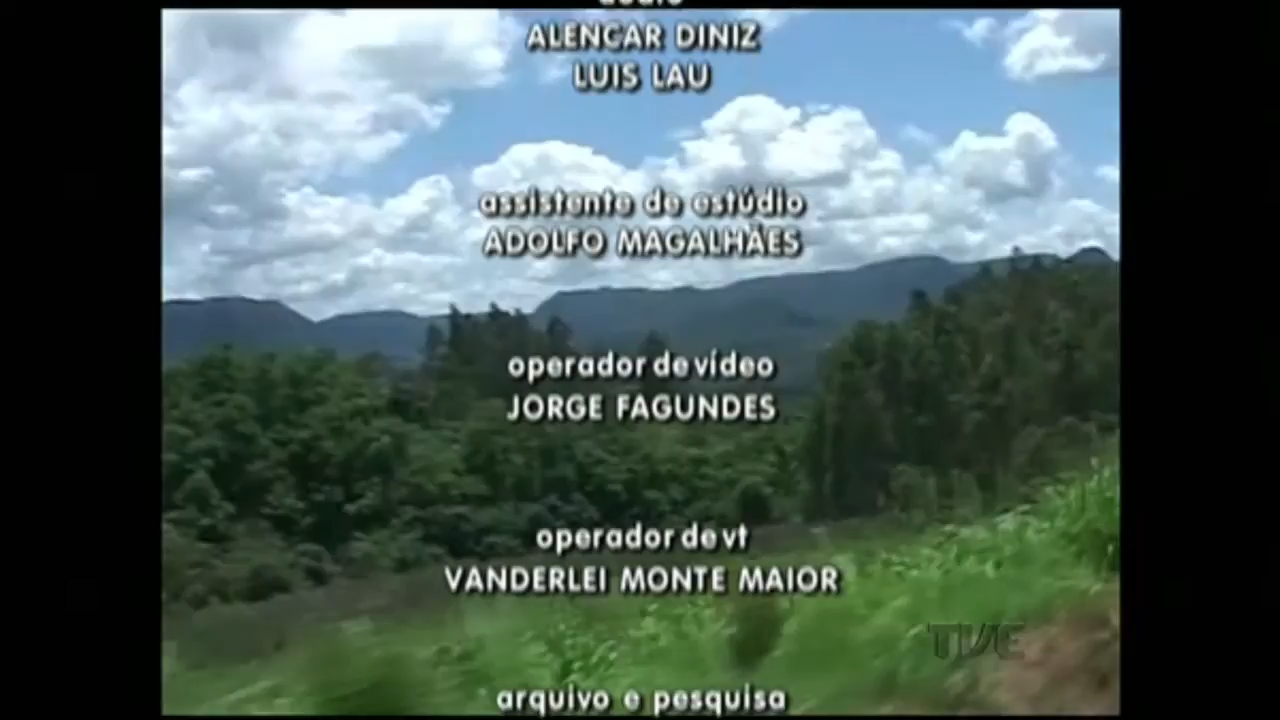 áudio
ALENCAR DINIZ
LUIS LAU
assistente de estúdio
ADOLFO MAGALHÃES
operador de vídeo
JORGE FAGUNDES
operador de vt
VANDERLEI MONTE MAIOR
TVE
arquivo e pesquisa